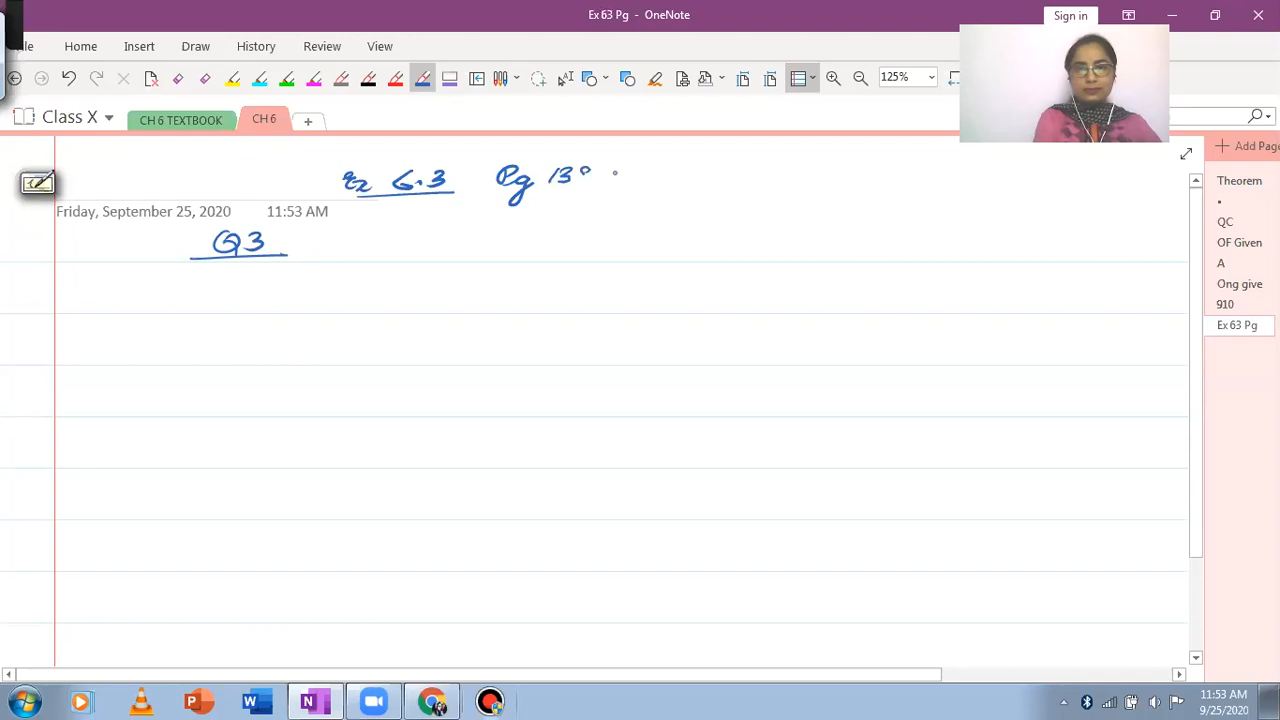 Ex 63 Pg - OneNote
Sign in
Home Insert Draw History Review View
125%
Class X
CH 6 TEXTBOOK
CH 6
Add Page
Ex 6.3 Pg 130
Friday, September 25, 2020 11:53 AM
Q3
Theorem
QC
OF Given
A
Ong give
910
Ex 63 Pg
11:53 AM
9/25/2020